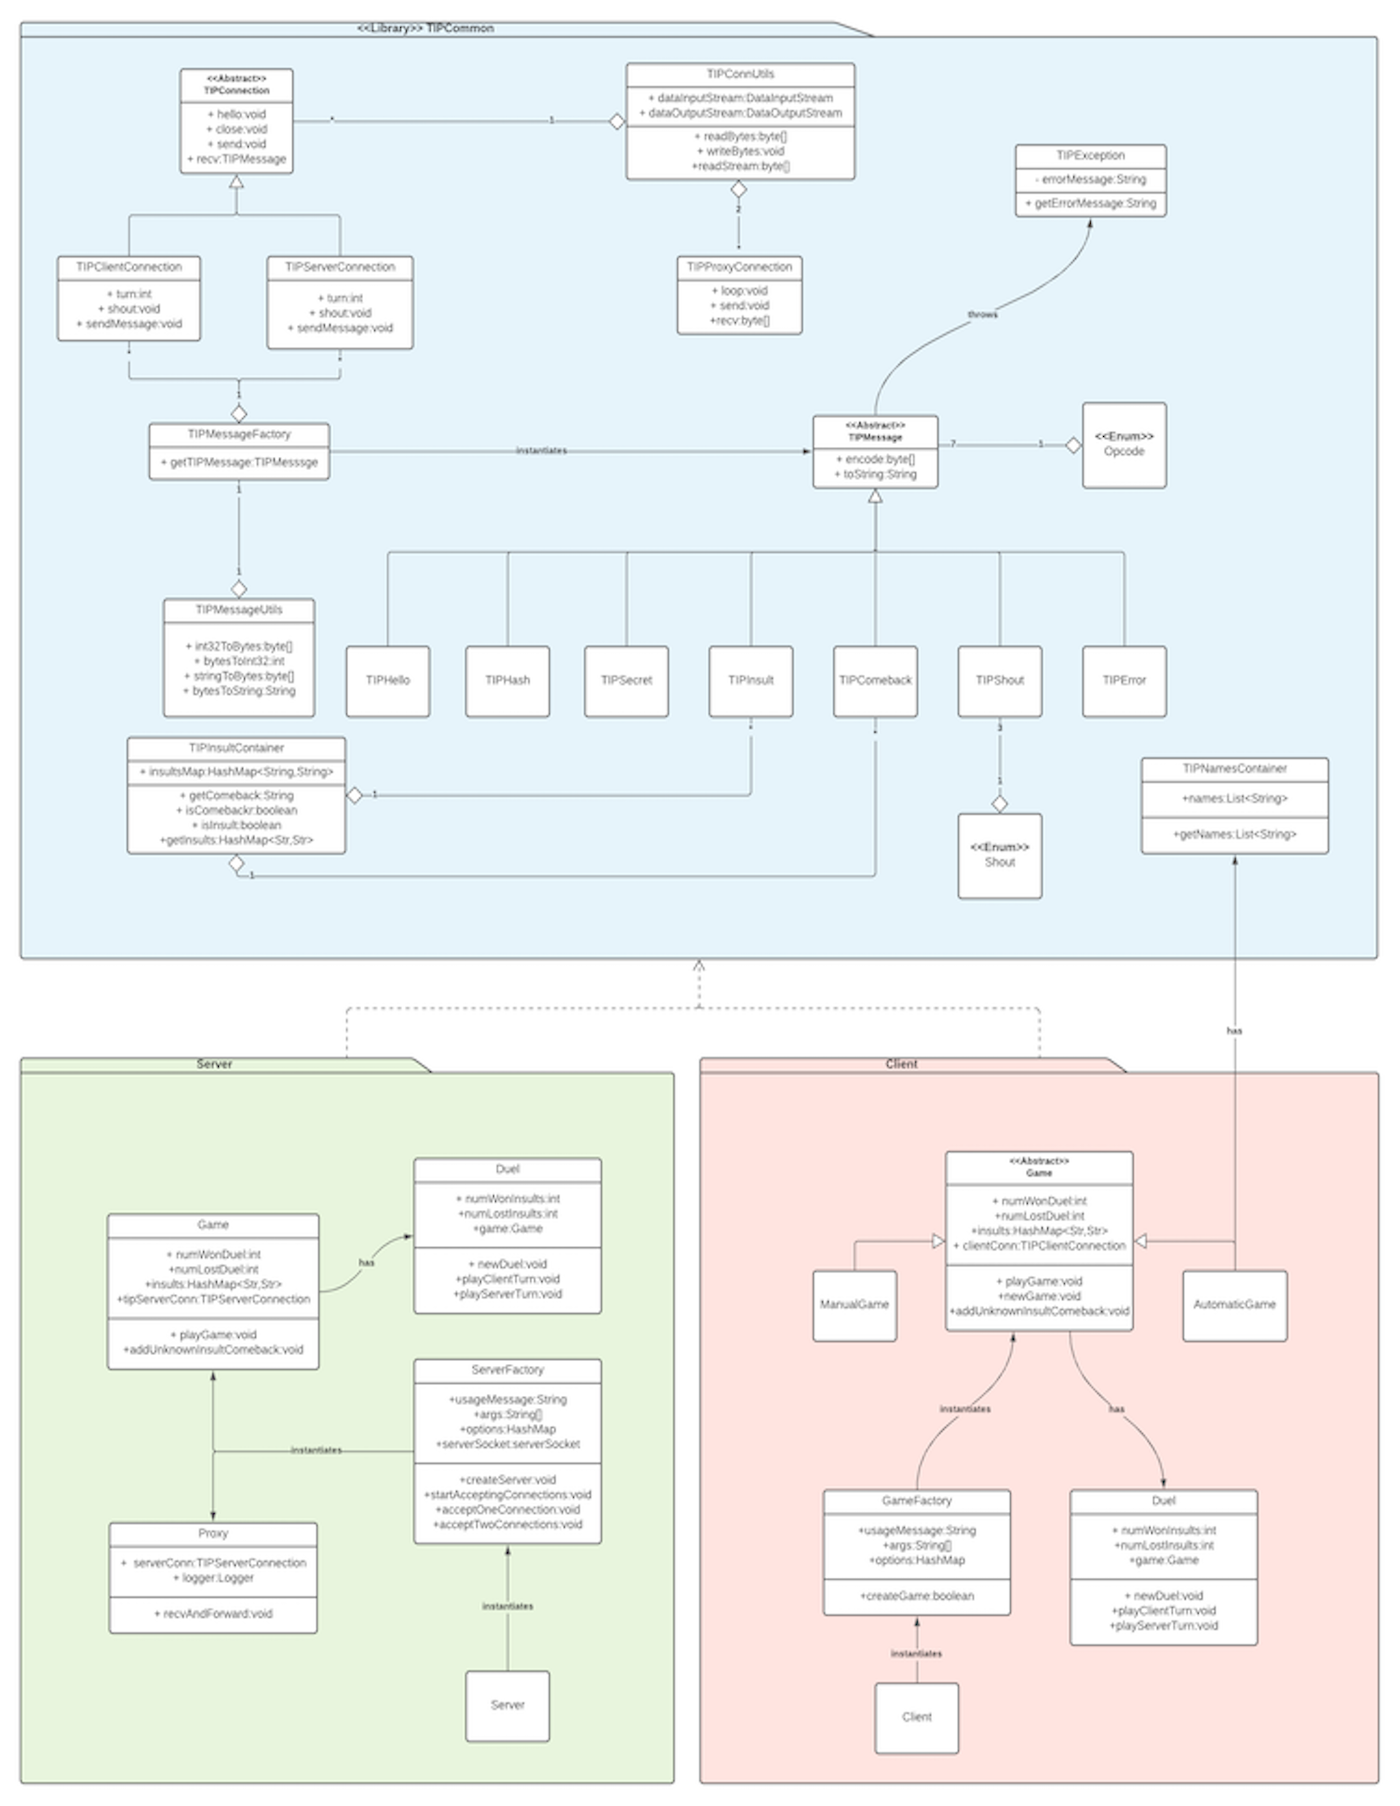 <<Library>> TIPCommon
<<Abstract>>
TIPConnection
+ hello:void
+ close:void
+ send:void
+ recv:TIPMessage
*
1
TIPConnUtils
+ dataInputStream:DataInputStream
+ dataOutputStream:DataOutputStream
+ readBytes:byte[]
+ writeBytes:void
+readStream:byte[]
2
*
TIPProxyConnection
+ loop:void
+ send:void
+recv:byte[]
TIPException
- errorMessage:String
+ getErrorMessage:String
throws
TIPClientConnection
+ turn:int
+ shout:void
+ sendMessage:void
*
TIPServerConnection
+ turn:int
+ shout:void
+ sendMessage:void
*
1
TIPMessageFactory
+ getTIPMessage:TIPMesssge
instantiates
<<Abstract>>
TIPMessage
+ encode:byte[]
+ toString:String
7
1
<<Enum>>
Opcode
1
1
TIPMessageUtils
+ int32ToBytes:byte[]
+ bytesToInt32:int
+ stringToBytes:byte[]
+ bytesToString:String
TIPHello
TIPHash
TIPSecret
TIPInsult
TIPComeback
TIPShout
TIPError
*
*
3
1
TIPInsultContainer
+ insultsMap:HashMap<String,String>
+ getComeback:String
+ isComebackr:boolean
+ isInsult:boolean
+getInsults:HashMap<Str,Str>
1
1
<<Enum>>
Shout
TIPNamesContainer
+names:List<String>
+getNames:List<String>
has
Server
Duel
+ numWonInsults:int
+numLostInsults:int
+game:Game
+ newDuel:void
+playClientTurn:void
+playServerTurn:void
Game
+ numWonDuel:int
+numLostDuel:int
+insults:HashMap<Str,Str>
+tipServerConn:TIPServerConnection
+ playGame:void
+addUnknownInsultComeback:void
has
ServerFactory
+usageMessage:String
+args:String[]
+options:HashMap
+serverSocket:serverSocket
+createServer:void
+startAcceptingConnections:void
+acceptOneConnection:void
+acceptTwoConnections:void
instantiates
Proxy
+ serverConn:TIPServerConnection
+ logger:Logger
+ recvAndForward:void
instantiates
Server
Client
<<Abstract>>
Game
+ numWonDuel:int
+numLostDuel:int
+insults:HashMap<Str,Str>
+ clientConn:TIPClientConnection
+ playGame:void
+newGame:void
+addUnknownInsultComeback:void
ManualGame
AutomaticGame
instantiates
has
GameFactory
+usageMessage:String
+args:String[]
+options:HashMap
+createGame:boolean
Duel
+ numWonInsults:int
+numLostInsults:int
+game:Game
+ newDuel:void
+playClientTurn:void
+playServerTurn:void
instantiates
Client